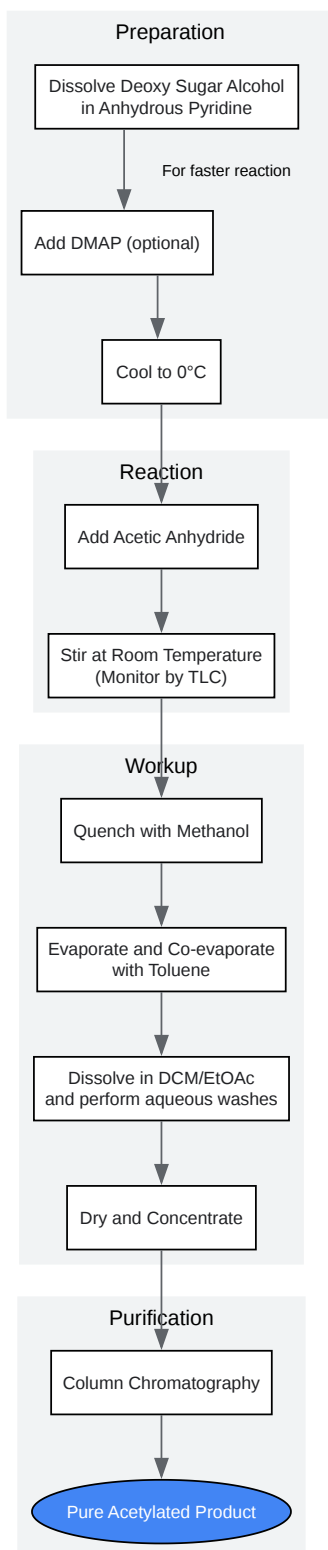 Preparation
Dissolve Deoxy Sugar Alcohol
in Anhydrous Pyridine
For faster reaction
Add DMAP (optional)
Cool to 0°C
Reaction
Add Acetic Anhydride
Stir at Room Temperature
(Monitor by TLC)
Workup
Quench with Methanol
Evaporate and Co-evaporate
with Toluene
Dissolve in DCM/EtOAc
and perform aqueous washes
Dry and Concentrate
Purification
Column Chromatography
Pure Acetylated Product